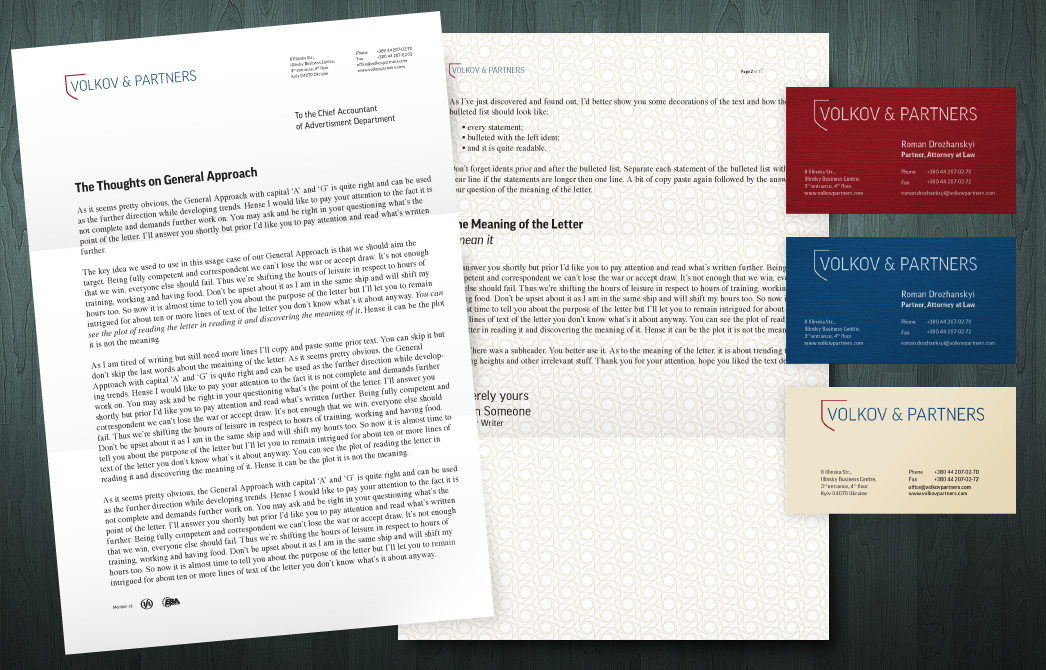 VOLKOV & PARTNERS
8 Illinska Str.,
Illinsky Business Centre,
3rd entrance, 4th floor
Kyiv 04070 Ukraine
Phone +380 44 207-02-70
Fax +380 44 207-02-72
office@volkovpartners.com
www.volkovpartners.com
To the Chief Accountant
of Advertisment Department
The Thoughts on General Approach
As it seems pretty obvious, the General Approach with capital ‘A’ and ‘G’ is quite right and can be used
as the further direction while developing trends. Hense I would like to pay your attention to the fact it is
not complete and demands further work on. You may ask and be right in your questioning what’s the
point of the letter. I’ll answer you shortly but prior I’d like you to pay attention and read what’s written
further.
The key idea we used to use in this usage case of our General Approach is that we should aim the
target. Being fully competent and correspondent we can’t lose the war or accept draw. It’s not enough
that we win, everyone else should fail. Thus we’re shifting the hours of leisure in respect to hours of
training, working and having food. Don’t be upset about it as I am in the same ship and will shift my
hours too. So now it is almost time to tell you about the purpose of the letter but I’ll let you to remain
intrigued for about ten or more lines of text of the letter you don’t know what’s it about anyway. You can
see the plot of reading the letter in reading it and discovering the meaning of it. Hense it can be the plot
it is not the meaning.
As I am tired of writing but still need more lines I’ll copy and paste some prior text. You can skip it but
don’t skip the last words about the meaning of the letter. As it seems pretty obvious, the General
Approach with capital ‘A’ and ‘G’ is quite right and can be used as the further direction while develop-
ing trends. Hense I would like to pay your attention to the fact it is not complete and demands further
work on. You may ask and be right in your questioning what’s the point of the letter. I’ll answer you
shortly but prior I’d like you to pay attention and read what’s written further. Being fully competent and
correspondent we can’t lose the war or accept draw. It’s not enough that we win, everyone else should
fail. Thus we’re shifting the hours of leisure in respect to hours of training, working and having food.
Don’t be upset about it as I am in the same ship and will shift my hours too. So now it is almost time to
tell you about the purpose of the letter but I’ll let you to remain intrigued for about ten or more lines of
text of the letter you don’t know what’s it about anyway. You can see the plot of reading the letter in
reading it and discovering the meaning of it. Hense it can be the plot it is not the meaning.
As it seems pretty obvious, the General Approach with capital ‘A’ and ‘G’ is quite right and can be used
as the further direction while developing trends. Hense I would like to pay your attention to the fact it is
not complete and demands further work on. You may ask and be right in your questioning what’s the
point of the letter. I’ll answer you shortly but prior I’d like you to pay attention and read what’s written
further. Being fully competent and correspondent we can’t lose the war or accept draw. It’s not enough
that we win, everyone else should fail. Thus we’re shifting the hours of leisure in respect to hours of
training, working and having food. Don’t be upset about it as I am in the same ship and will shift my
hours too. So now it is almost time to tell you about the purpose of the letter but I’ll let you to remain
intrigued for about ten or more lines of text of the letter you don’t know what’s it about anyway.
Member of:
EBA
VOLKOV & PARTNERS
Page 2 of 17
As I’ve just discovered and found out, I’d better show you some decorations of the text and how the
bulleted list should look like:
• every statement:
• bulleted with the left ident;
• and it is quite readable.
Don’t forget idents prior and after the bulleted list. Separate each statement of the bulleted list with
ear line if the statements are longer then one line. A bit of copy paste again followed by the answ
our question of the meaning of the letter.
he Meaning of the Letter
mean it
answer you shortly but prior I’d like you to pay attention and read what’s written further. Being
petent and correspondent we can’t lose the war or accept draw. It’s not enough that we win, ev
else should fail. Thus we’re shifting the hours of leisure in respect to hours of training, workin
ng food. Don’t be upset about it as I am in the same ship and will shift my hours too. So now i
st time to tell you about the purpose of the letter but I’ll let you to remain intrigued for about
lines of text of the letter you don’t know what’s it about anyway. You can see the plot of read
tter in reading it and discovering the meaning of it. Hense it can be the plot it is not the mean
here was a subheader. You better use it. As to the meaning of the letter, it is about trending
g heights and other irrelevant stuff. Thank you for your attention. hope you liked the text de
erely yours
n Someone
Writer
VOLKOV & PARTNERS
Roman Drozhanskyi
Partner, Attorney at Law
8 Illinska Str.,
Illinsky Business Centre,
3rd entrance, 4th floor
www.volkovpartners.com
Phone +380 44 207-02-70
Fax +380 44 207-02-72
romandrozhanskyi@volkovpartners.com
VOLKOV & PARTNERS
Roman Drozhanskyi
Partner, Attorney at Law
8 Illinska Str.,
Illinsky Business Centre,
3rd entrance, 4th floor
www.volkovpartners.com
Phone +380 44 207-02-70
Fax +380 44 207-02-72
romandrozhanskyi@volkovpartners.com
VOLKOV & PARTNERS
8 Illinska Str.,
Illinsky Business Centre,
3rd entrance, 4th floor
Kyiv 04070 Ukraine
Phone +380 44 207-02-70
Fax +380 44 207-02-72
office@volkovpartners.com
www.volkovpartners.com